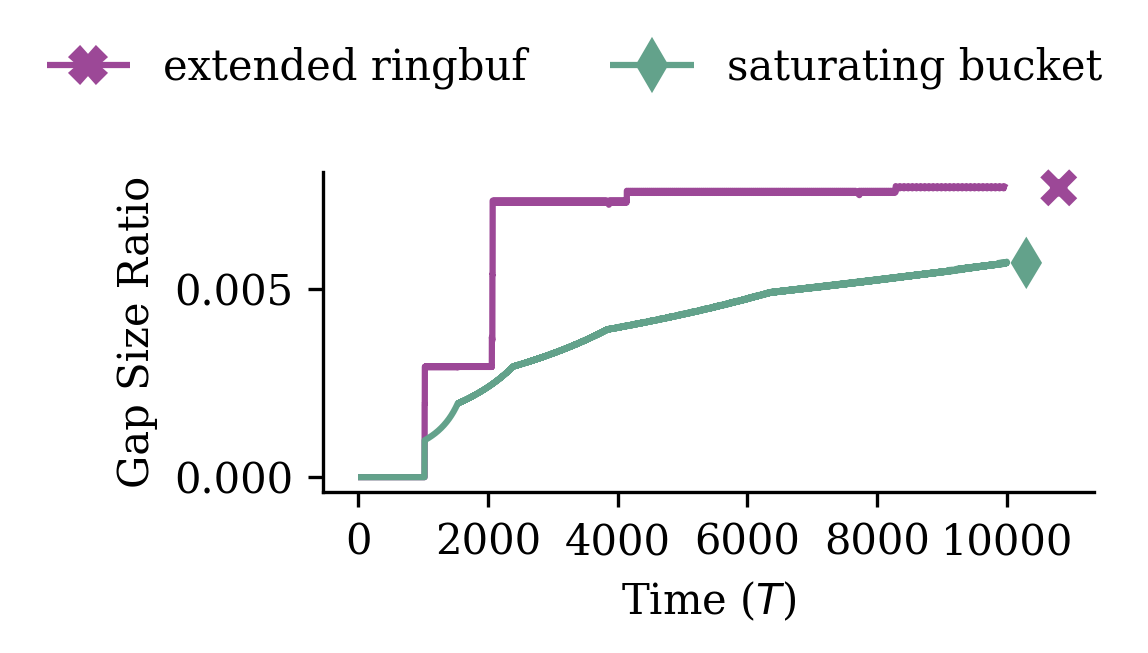 extended ringbuf
saturating bucket
Gap Size Ratio
0.005
0.000
0 2000 4000 6000 8000 10000
Time (T)